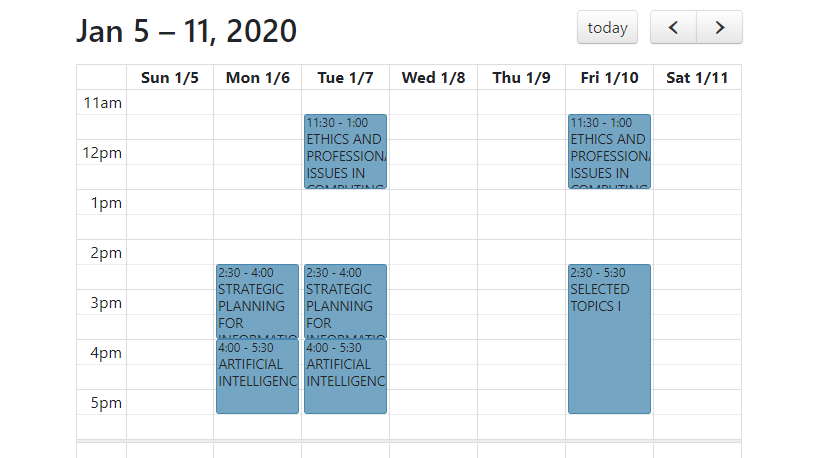 Jan 5 – 11, 2020
today
Sun 1/5 Mon 1/6 Tue 1/7 Wed 1/8 Thu 1/9 Fri 1/10 Sat 1/11
11am
11:30 - 1:00
ETHICS AND
PROFESSIONA
ISSUES IN
COMPUTING
11:30 - 1:00
ETHICS AND
PROFESSIONA
ISSUES IN
COMPUTING
12pm
1pm
2pm
2:30 - 4:00
STRATEGIC
PLANNING
FOR
INFORMATIO
2:30 - 4:00
STRATEGIC
PLANNING
FOR
INFORMATIO
2:30 - 5:30
SELECTED
TOPICS I
3pm
4pm
4:00 - 5:30
ARTIFICIAL
INTELLIGENC
4:00 - 5:30
ARTIFICIAL
INTELLIGENC
5pm